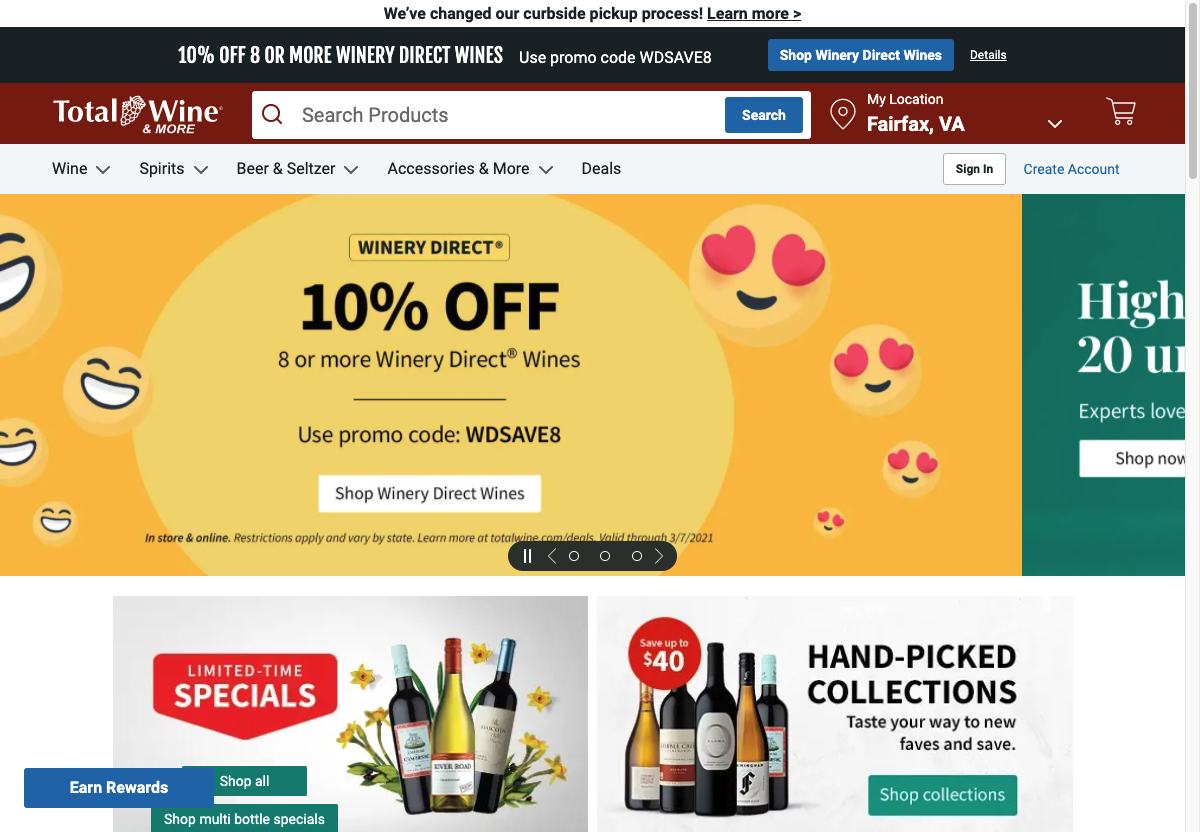 We've changed our curbside pickup process! Learn more >
10% OFF 8 OR MORE WINERY DIRECT WINES Use promo code WDSAVE8 Shop Winery Direct Wines Details
Total Wine & MORE
Search Products
Search
My Location
Fairfax, VA
Wine Spirits Beer & Seltzer Accessories & More Deals Sign In Create Account
WINERY DIRECT®
10% OFF
8 or more Winery Direct® Wines
Use promo code: WDSAVE8
Shop Winery Direct Wines
In store & online. Restrictions apply and vary by state. Learn more at totalwine.com/deals. Valid through 3/7/2021
High
20 u
Experts love
Shop now
LIMITED-TIME
SPECIALS
RIVER ROAD
Shop all
Shop multi bottle specials
Earn Rewards
Save up to
$40
HAND-PICKED
COLLECTIONS
Taste your way to new
faves and save.
Shop collections